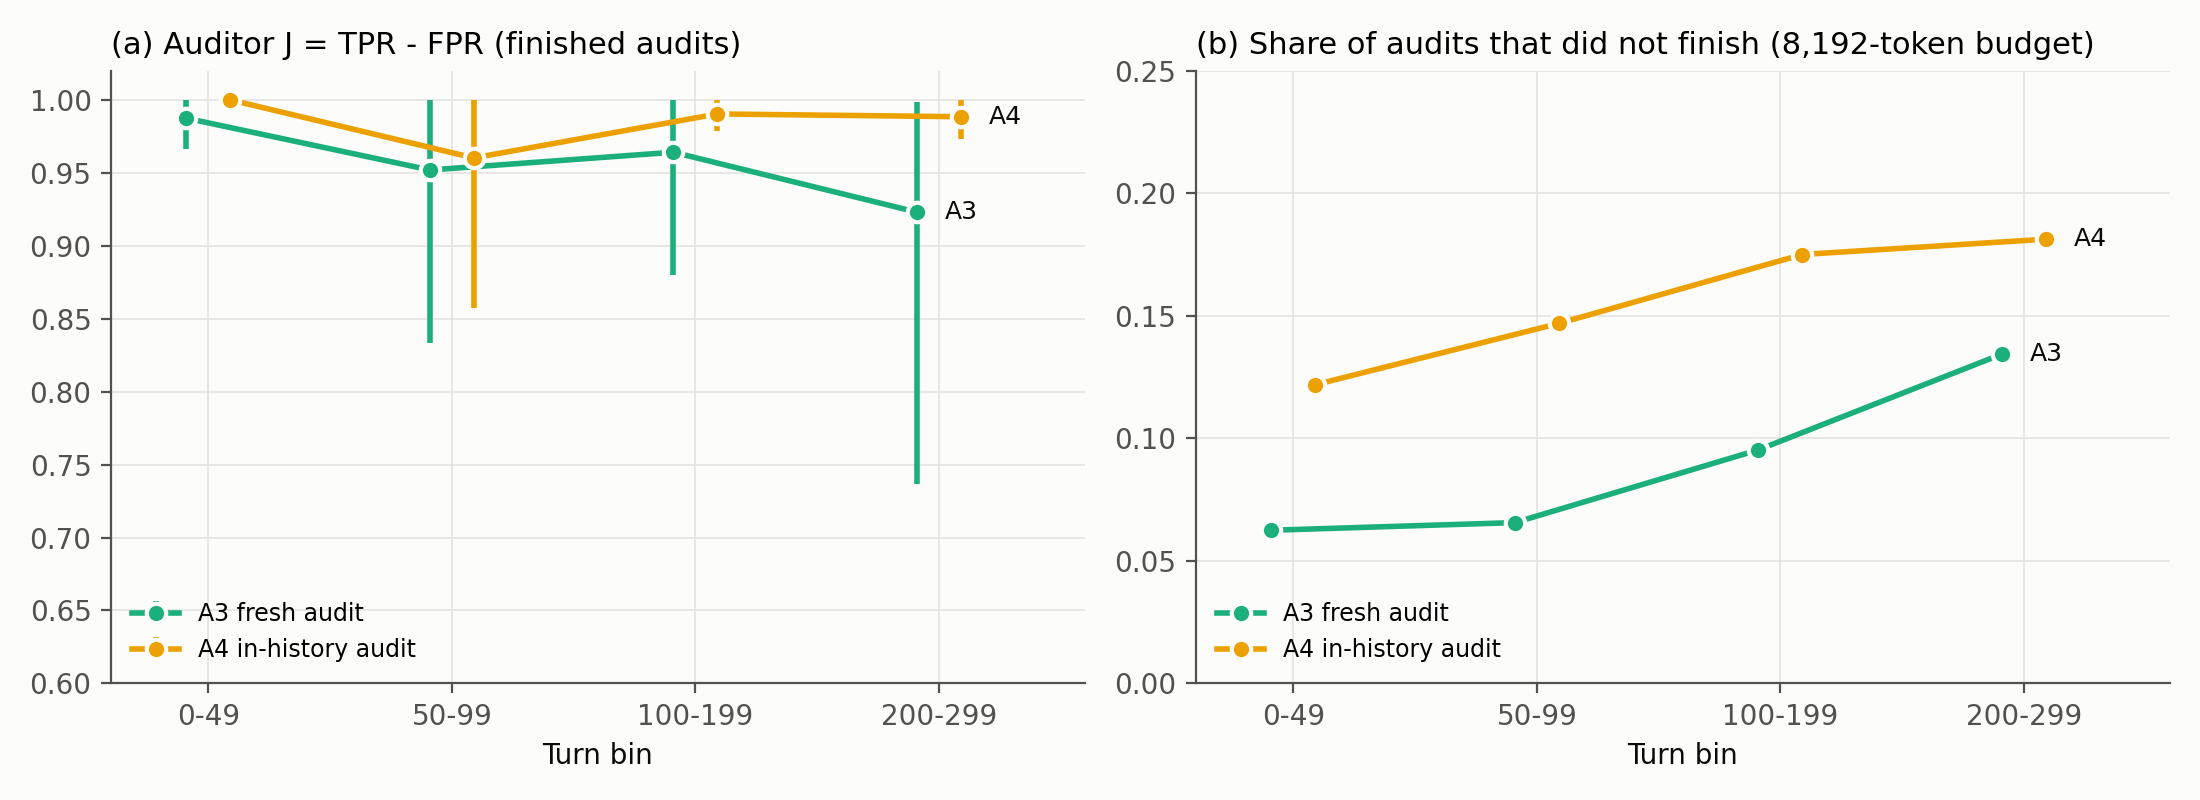 (a) Auditor J = TPR - FPR (finished audits)
1.00
0.95
0.90
0.85
0.80
0.75
0.70
0.65
0.60
A4
A3
A3 fresh audit
A4 in-history audit
0-49
50-99
100-199
200-299
Turn bin
(b) Share of audits that did not finish (8,192-token budget)
0.25
0.20
0.15
0.10
0.05
0.00
A4
A3
A3 fresh audit
A4 in-history audit
0-49
50-99
100-199
200-299
Turn bin